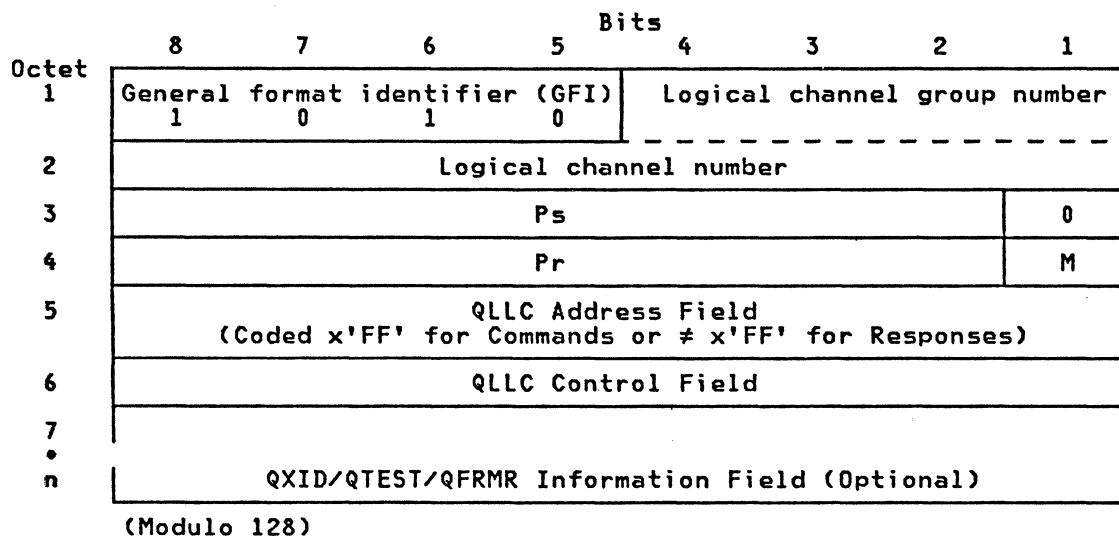 Bits
8 7 6 5 4 3 2 1
Octet
1 General format identifier (GFI) Logical channel group number
1 0 1 0
2 Logical channel number
3 Ps 0
4 Pr M
5 QLLC Address Field
(Coded x'FF' for Commands or ≠ x'FF' for Responses)
6 QLLC Control Field
7
•
n QXID/QTEST/QFRMR Information Field (Optional)
(Modulo 128)